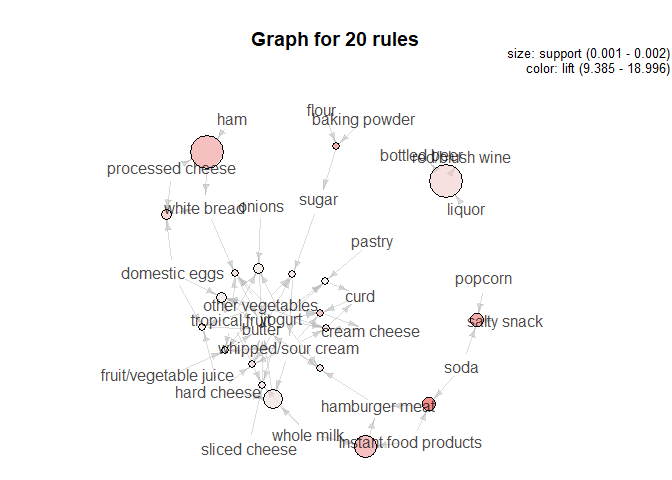 Graph for 20 rules
size: support (0.001 - 0.002)
color: lift (9.385 - 18.996)
flour
ham
baking powder
bottled beer
red/blush wine
processed cheese
sugar
white bread
onions
liquor
pastry
domestic eggs
popcorn
curd
other vegetables
tropical fruit
yogurt
salty snack
butter
cream cheese
whipped/sour cream
soda
fruit/vegetable juice
hard cheese
hamburger meat
whole milk
Instant food products
sliced cheese